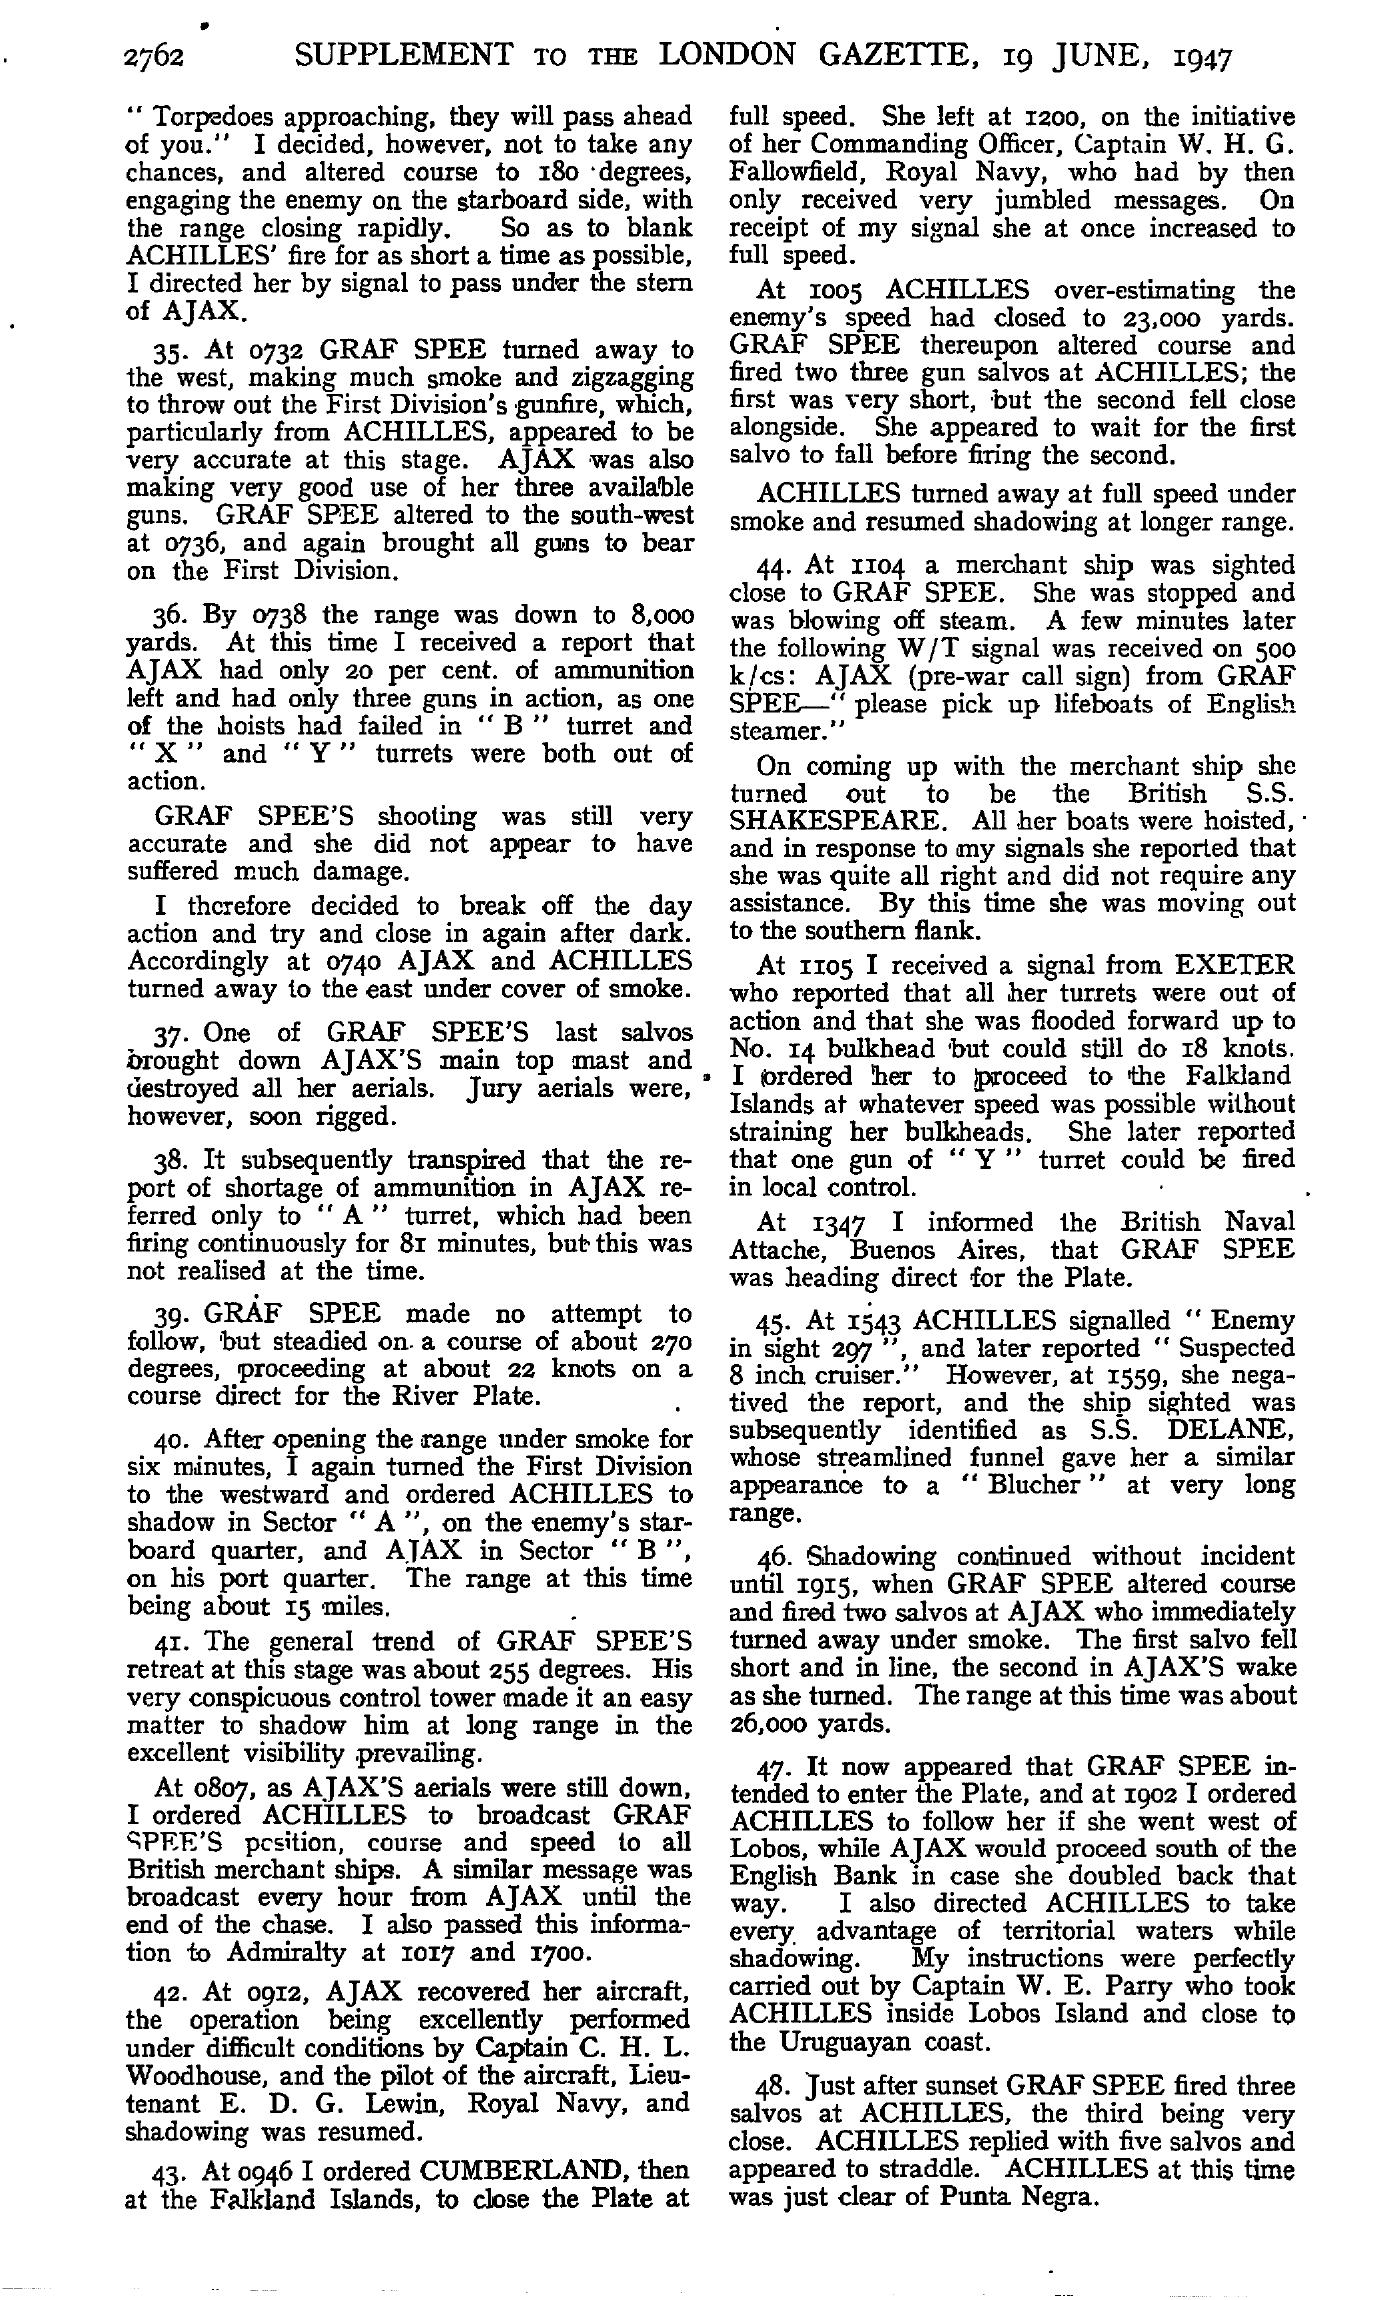 2762 SUPPLEMENT TO THE LONDON GAZETTE, 19 JUNE, 1947
" Torpedoes approaching, they will pass ahead
of you." I decided, however, not to take any
chances, and altered course to 180 degrees,
engaging the enemy on the starboard side, with
the range closing rapidly. So as to blank
ACHILLES' fire for as short a time as possible,
I directed her by signal to pass under the stern
of AJAX.
35. At 0732 GRAF SPEE turned away to
the west, making much smoke and zigzagging
to throw out the First Division's gunfire, which,
particularly from ACHILLES, appeared to be
very accurate at this stage. AJAX was also
making very good use of her three available
guns. GRAF SPEE altered to the south-west
at 0736, and again brought all guns to bear
on the First Division.
36. By 0738 the range was down to 8,000
yards. At this time I received a report that
AJAX had only 20 per cent. of ammunition
left and had only three guns in action, as one
of the hoists had failed in " B " turret and
" X " and " Y " turrets were both out of
action.
GRAF SPEE'S shooting was still very
accurate and she did not appear to have
suffered much damage.
I therefore decided to break off the day
action and try and close in again after dark.
Accordingly at 0740 AJAX and ACHILLES
turned away to the east under cover of smoke.
37. One of GRAF SPEE'S last salvos
brought down AJAX'S main top mast and
destroyed all her aerials. Jury aerials were,
however, soon rigged.
38. It subsequently transpired that the re-
port of shortage of ammunition in AJAX re-
ferred only to " A " turret, which had been
firing continuously for 81 minutes, but this was
not realised at the time.
39. GRAF SPEE made no attempt to
follow, but steadied on a course of about 270
degrees, proceeding at about 22 knots on a
course direct for the River Plate.
40. After opening the range under smoke for
six minutes, I again turned the First Division
to the westward and ordered ACHILLES to
shadow in Sector " A ", on the enemy's star-
board quarter, and AJAX in Sector " B ",
on his port quarter. The range at this time
being about 15 miles.
41. The general trend of GRAF SPEE'S
retreat at this stage was about 255 degrees. His
very conspicuous control tower made it an easy
matter to shadow him at long range in the
excellent visibility prevailing.
At 0807, as AJAX'S aerials were still down,
I ordered ACHILLES to broadcast GRAF
SPEE'S position, course and speed to all
British merchant ships. A similar message was
broadcast every hour from AJAX until the
end of the chase. I also passed this informa-
tion to Admiralty at 1017 and 1700.
42. At 0912, AJAX recovered her aircraft,
the operation being excellently performed
under difficult conditions by Captain C. H. L.
Woodhouse, and the pilot of the aircraft, Lieu-
tenant E. D. G. Lewin, Royal Navy, and
shadowing was resumed.
43. At 0946 I ordered CUMBERLAND, then
at the Falkland Islands, to close the Plate at
full speed. She left at 1200, on the initiative
of her Commanding Officer, Captain W. H. G.
Fallowfield, Royal Navy, who had by then
only received very jumbled messages. On
receipt of my signal she at once increased to
full speed.
At 1005 ACHILLES over-estimating the
enemy's speed had closed to 23,000 yards.
GRAF SPEE thereupon altered course and
fired two three gun salvos at ACHILLES; the
first was very short, but the second fell close
alongside. She appeared to wait for the first
salvo to fall before firing the second.
ACHILLES turned away at full speed under
smoke and resumed shadowing at longer range.
44. At 1104 a merchant ship was sighted
close to GRAF SPEE. She was stopped and
was blowing off steam. A few minutes later
the following W/T signal was received on 500
k/cs: AJAX (pre-war call sign) from GRAF
SPEE—" please pick up lifeboats of English
steamer."
On coming up with the merchant ship she
turned out to be the British S.S.
SHAKESPEARE. All her boats were hoisted,
and in response to my signals she reported that
she was quite all right and did not require any
assistance. By this time she was moving out
to the southern flank.
At 1105 I received a signal from EXETER
who reported that all her turrets were out of
action and that she was flooded forward up to
No. 14 bulkhead but could still do 18 knots.
I ordered her to proceed to the Falkland
Islands at whatever speed was possible without
straining her bulkheads. She later reported
that one gun of " Y " turret could be fired
in local control.
At 1347 I informed the British Naval
Attache, Buenos Aires, that GRAF SPEE
was heading direct for the Plate.
45. At 1543 ACHILLES signalled " Enemy
in sight 297 ", and later reported " Suspected
8 inch cruiser." However, at 1559, she nega-
tived the report, and the ship sighted was
subsequently identified as S.S. DELANE,
whose streamlined funnel gave her a similar
appearance to a " Blucher " at very long
range.
46. Shadowing continued without incident
until 1915, when GRAF SPEE altered course
and fired two salvos at AJAX who immediately
turned away under smoke. The first salvo fell
short and in line, the second in AJAX'S wake
as she turned. The range at this time was about
26,000 yards.
47. It now appeared that GRAF SPEE in-
tended to enter the Plate, and at 1902 I ordered
ACHILLES to follow her if she went west of
Lobos, while AJAX would proceed south of the
English Bank in case she doubled back that
way. I also directed ACHILLES to take
every advantage of territorial waters while
shadowing. My instructions were perfectly
carried out by Captain W. E. Parry who took
ACHILLES inside Lobos Island and close to
the Uruguayan coast.
48. Just after sunset GRAF SPEE fired three
salvos at ACHILLES, the third being very
close. ACHILLES replied with five salvos and
appeared to straddle. ACHILLES at this time
was just clear of Punta Negra.